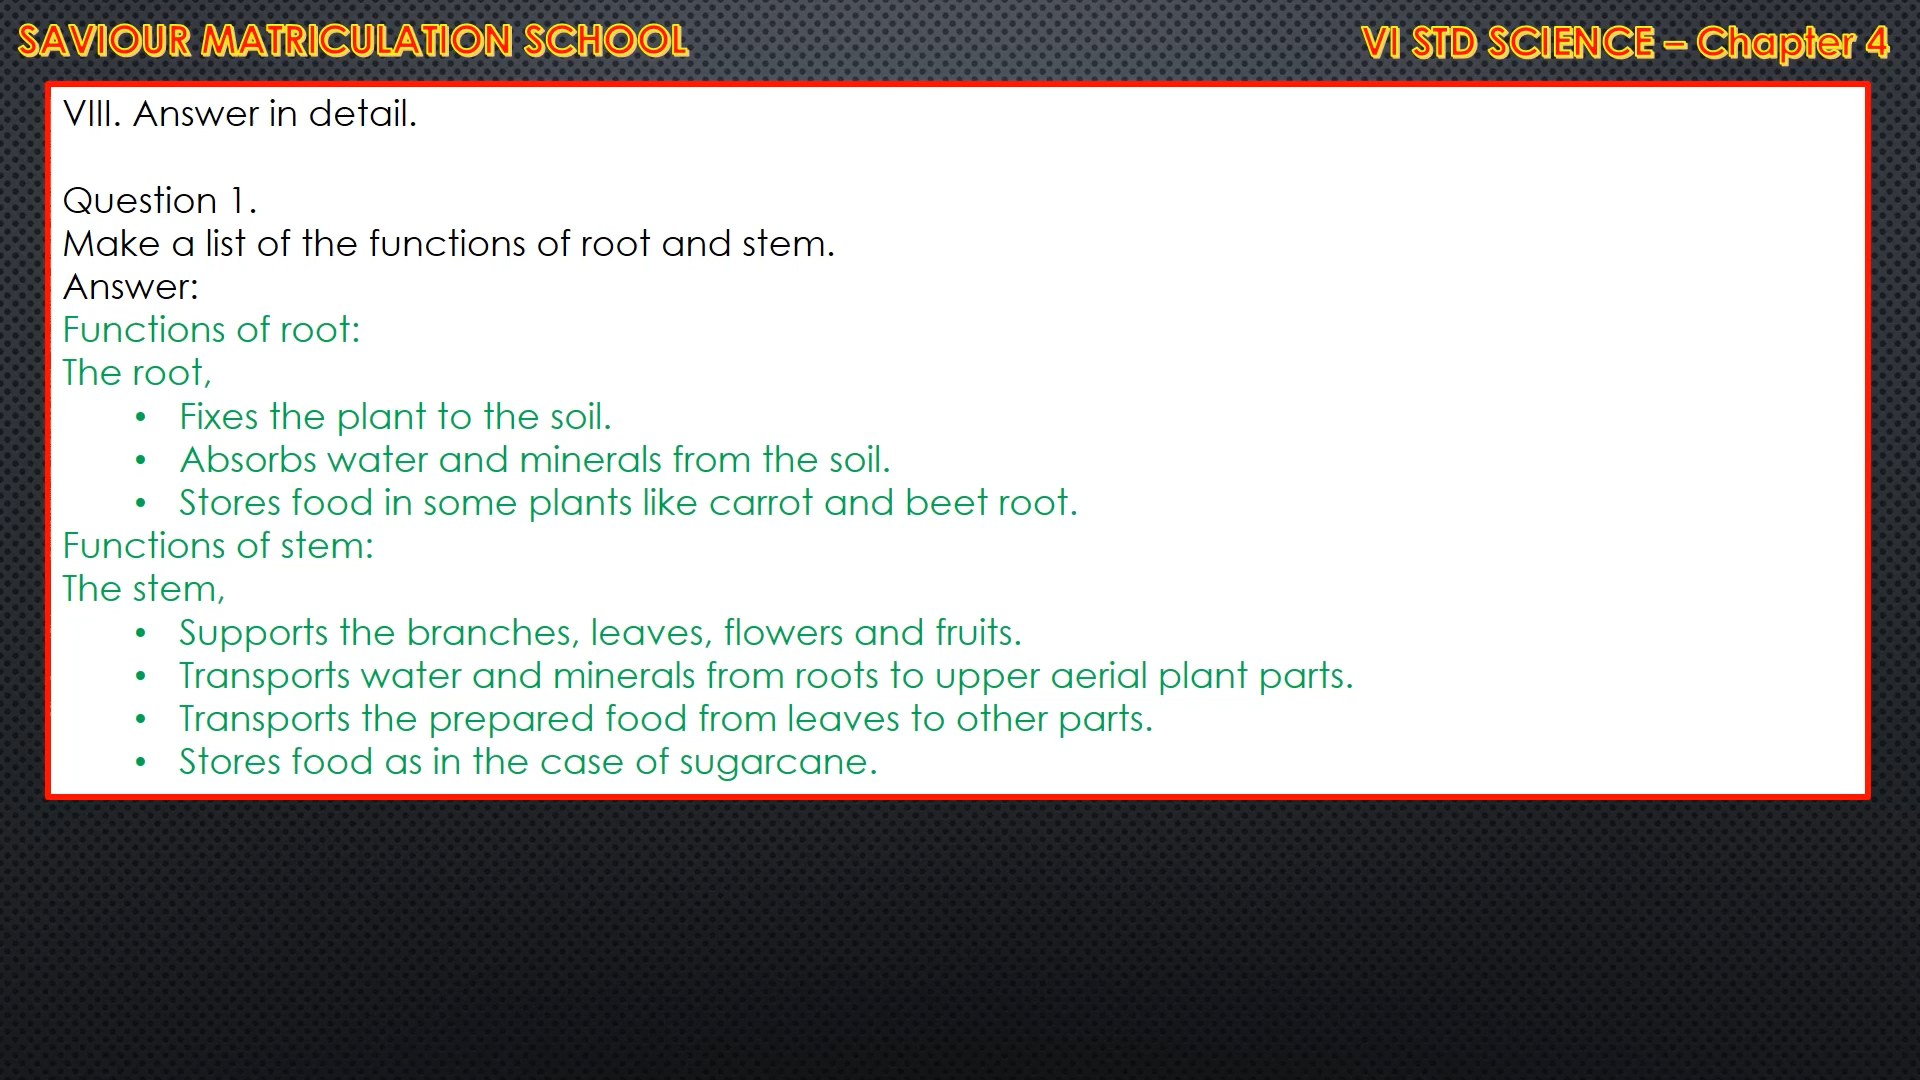 SAVIOUR MATRICULATION SCHOOL
VI STD SCIENCE – Chapter 4
VIII. Answer in detail.
Question 1.
Make a list of the functions of root and stem.
Answer:
Functions of root:
The root,
• Fixes the plant to the soil.
• Absorbs water and minerals from the soil.
• Stores food in some plants like carrot and beet root.
Functions of stem:
The stem,
• Supports the branches, leaves, flowers and fruits.
• Transports water and minerals from roots to upper aerial plant parts.
• Transports the prepared food from leaves to other parts.
• Stores food as in the case of sugarcane.